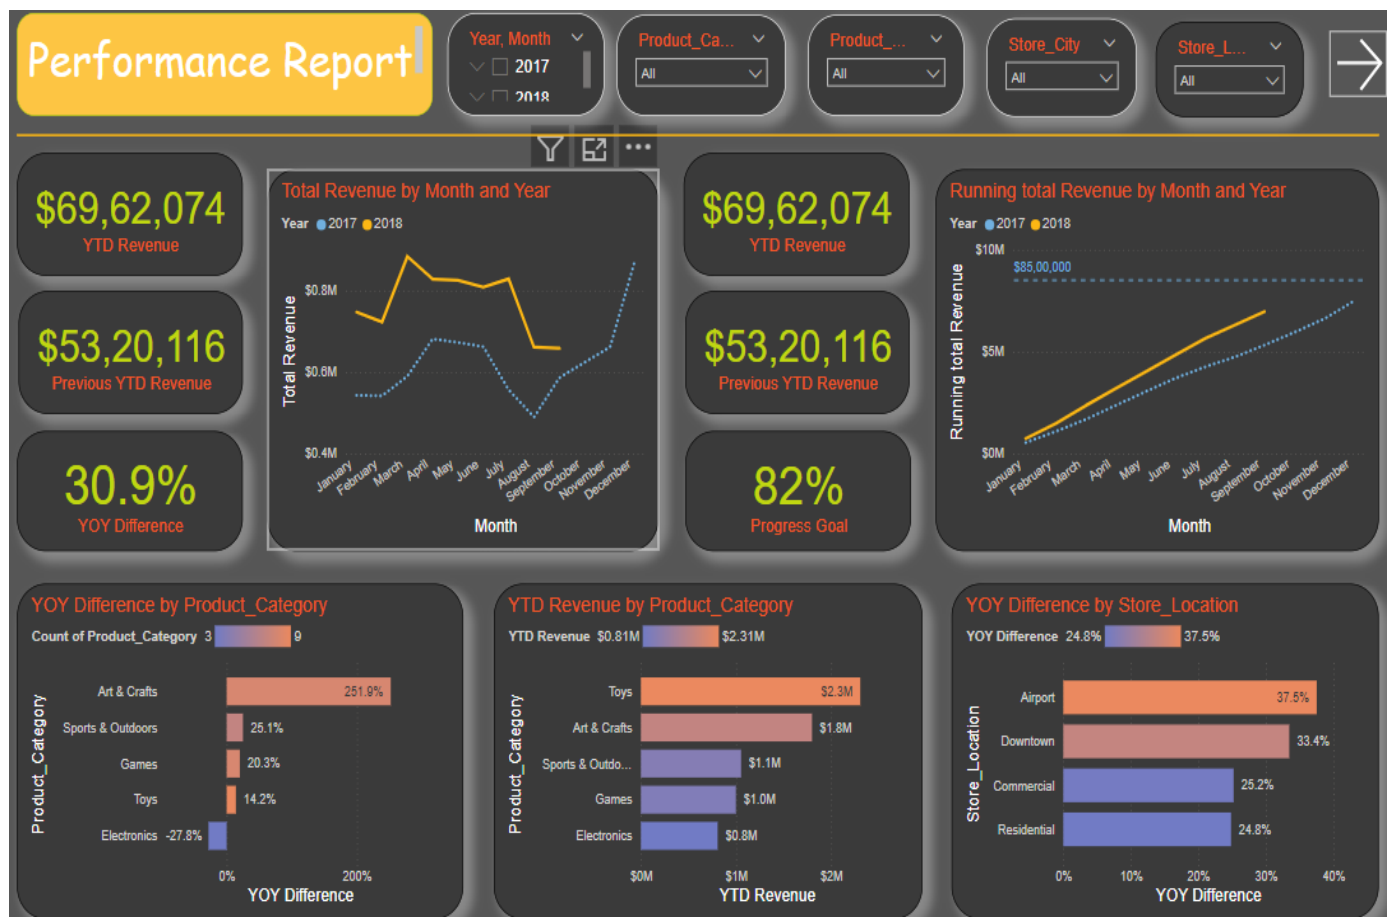 Performance Report
Year, Month
2017
2018
Product_Ca...
All
Product_...
All
Store_City
All
Store_L...
All
$69,62,074
YTD Revenue
$53,20,116
Previous YTD Revenue
30.9%
YOY Difference
Total Revenue by Month and Year
Year 2017 2018
Total Revenue
$0.8M
$0.6M
$0.4M
January February March April May June July August September October November December
Month
$69,62,074
YTD Revenue
$53,20,116
Previous YTD Revenue
82%
Progress Goal
Running total Revenue by Month and Year
Year 2017 2018
Running total Revenue
$10M
$85,00,000
$5M
$0M
January February March April May June July August September October November December
Month
YOY Difference by Product_Category
Count of Product_Category 3 9
Product_Category
Art & Crafts 251.9%
Sports & Outdoors 25.1%
Games 20.3%
Toys 14.2%
Electronics -27.8%
0% 200%
YOY Difference
YTD Revenue by Product_Category
YTD Revenue $0.81M $2.31M
Product_Category
Toys $2.3M
Art & Crafts $1.8M
Sports & Outdo... $1.1M
Games $1.0M
Electronics $0.8M
$0M $1M $2M
YTD Revenue
YOY Difference by Store_Location
YOY Difference 24.8% 37.5%
Store_Location
Airport 37.5%
Downtown 33.4%
Commercial 25.2%
Residential 24.8%
0% 10% 20% 30% 40%
YOY Difference